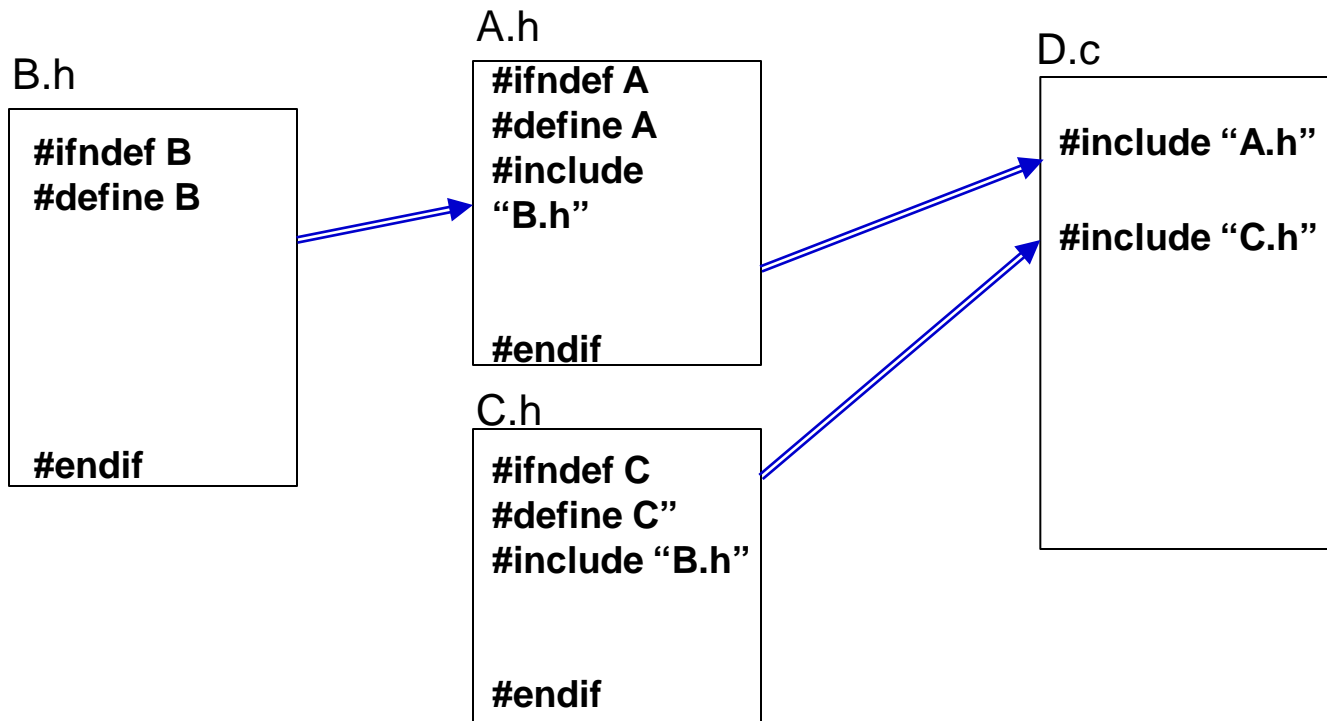 B.h
#ifndef B
#define B
#endif
A.h
#ifndef A
#define A
#include
“B.h”
#endif
C.h
#ifndef C
#define C”
#include “B.h”
#endif
D.c
#include “A.h”
#include “C.h”